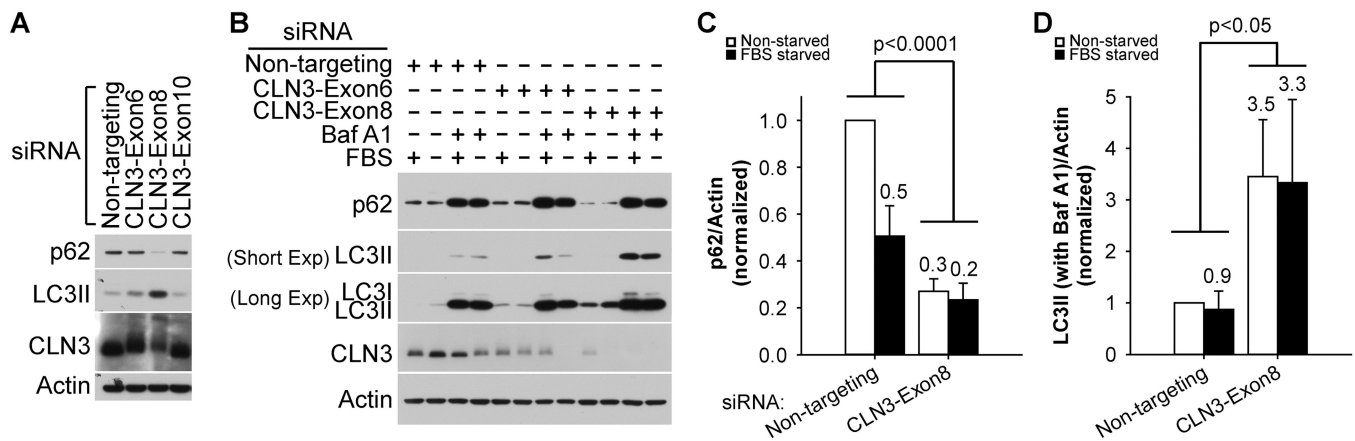 A
siRNA
Non-targeting
CLN3-Exon6
CLN3-Exon8
CLN3-Exon10
p62
LC3II
CLN3
Actin
B
siRNA
Non-targeting + + + + – – – – – – – –
CLN3-Exon6 – – – – + + + + – – – –
CLN3-Exon8 – – – – – – – – + + + +
Baf A1 – – + + – – + + – – + +
FBS + – + – + – + – + – + –
p62
(Short Exp) LC3II
(Long Exp) LC3I
LC3II
CLN3
Actin
C
Non-starved
FBS starved
p<0.0001
p62/Actin
(normalized)
1.0
0.8
0.6
0.4
0.2
0.0
0.5
0.3
0.2
siRNA:
Non-targeting
CLN3-Exon8
D
Non-starved
FBS starved
p<0.05
LC3II (with Baf A1)/Actin
(normalized)
5
4
3
2
1
0
0.9
3.5
3.3
Non-targeting
CLN3-Exon8